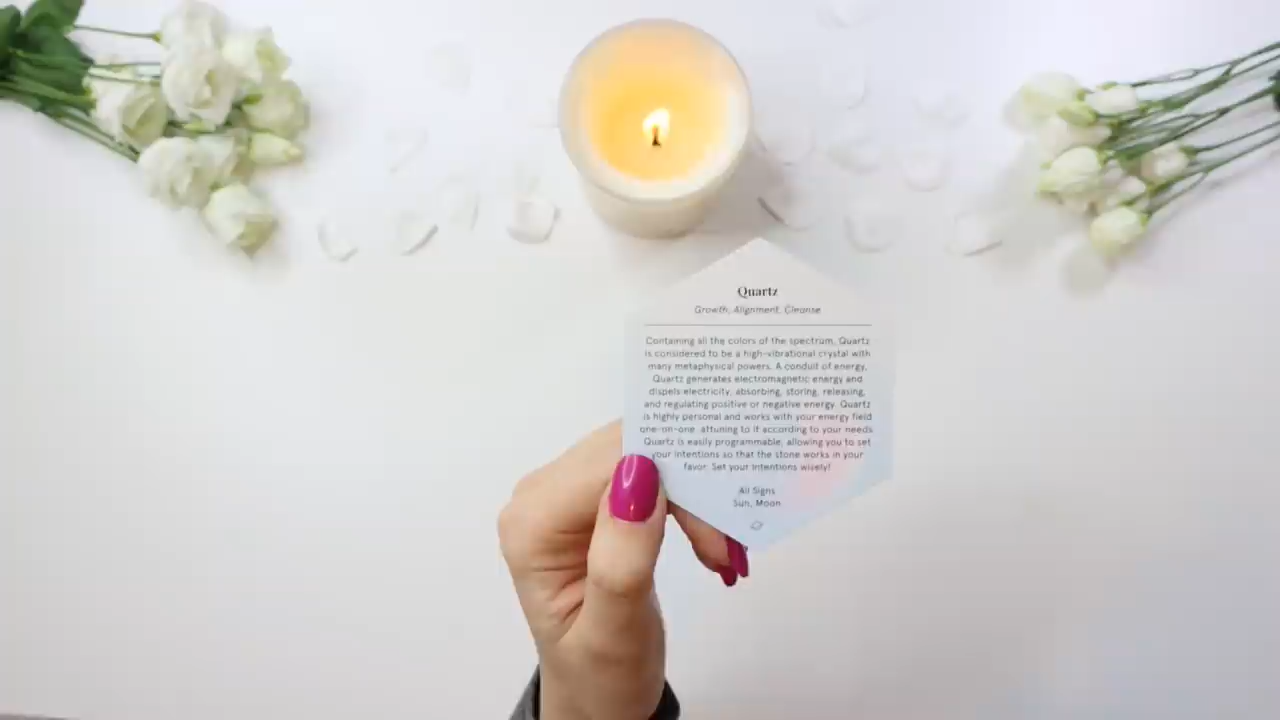 Quartz
Growth, Alignment, Cleanse
Containing all the colors of the spectrum, Quartz
is considered to be a high-vibrational crystal with
many metaphysical powers. A conduit of energy,
Quartz generates electromagnetic energy and
dispels electricity, absorbing, storing, releasing,
and regulating positive or negative energy. Quartz
is highly personal and works with your energy field
one-on-one, attuning to it according to your needs
Quartz is easily programmable, allowing you to set
your intentions so that the stone works in your
favor. Set your intentions wisely!
All Signs
Sun, Moon